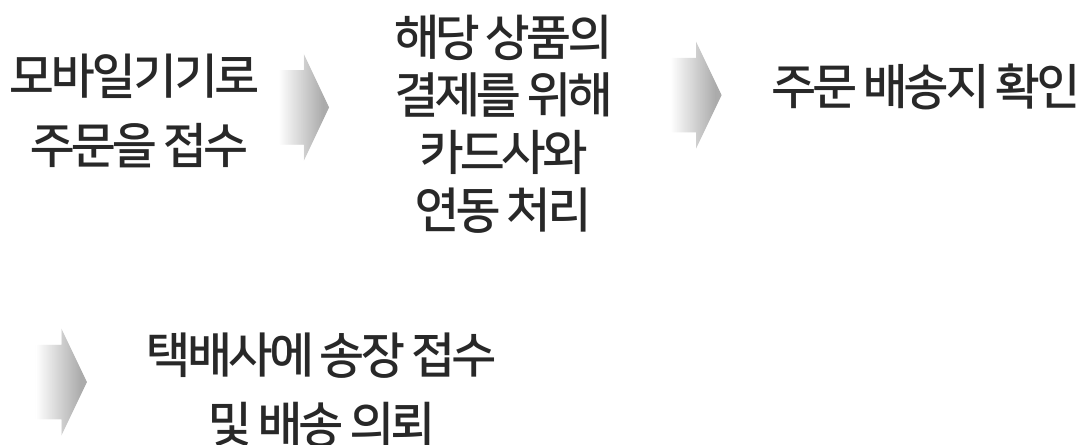 모바일기기로
주문을 접수
해당 상품의
결제를 위해
카드사와
연동 처리
주문 배송지 확인
택배사에 송장 접수
및 배송 의뢰